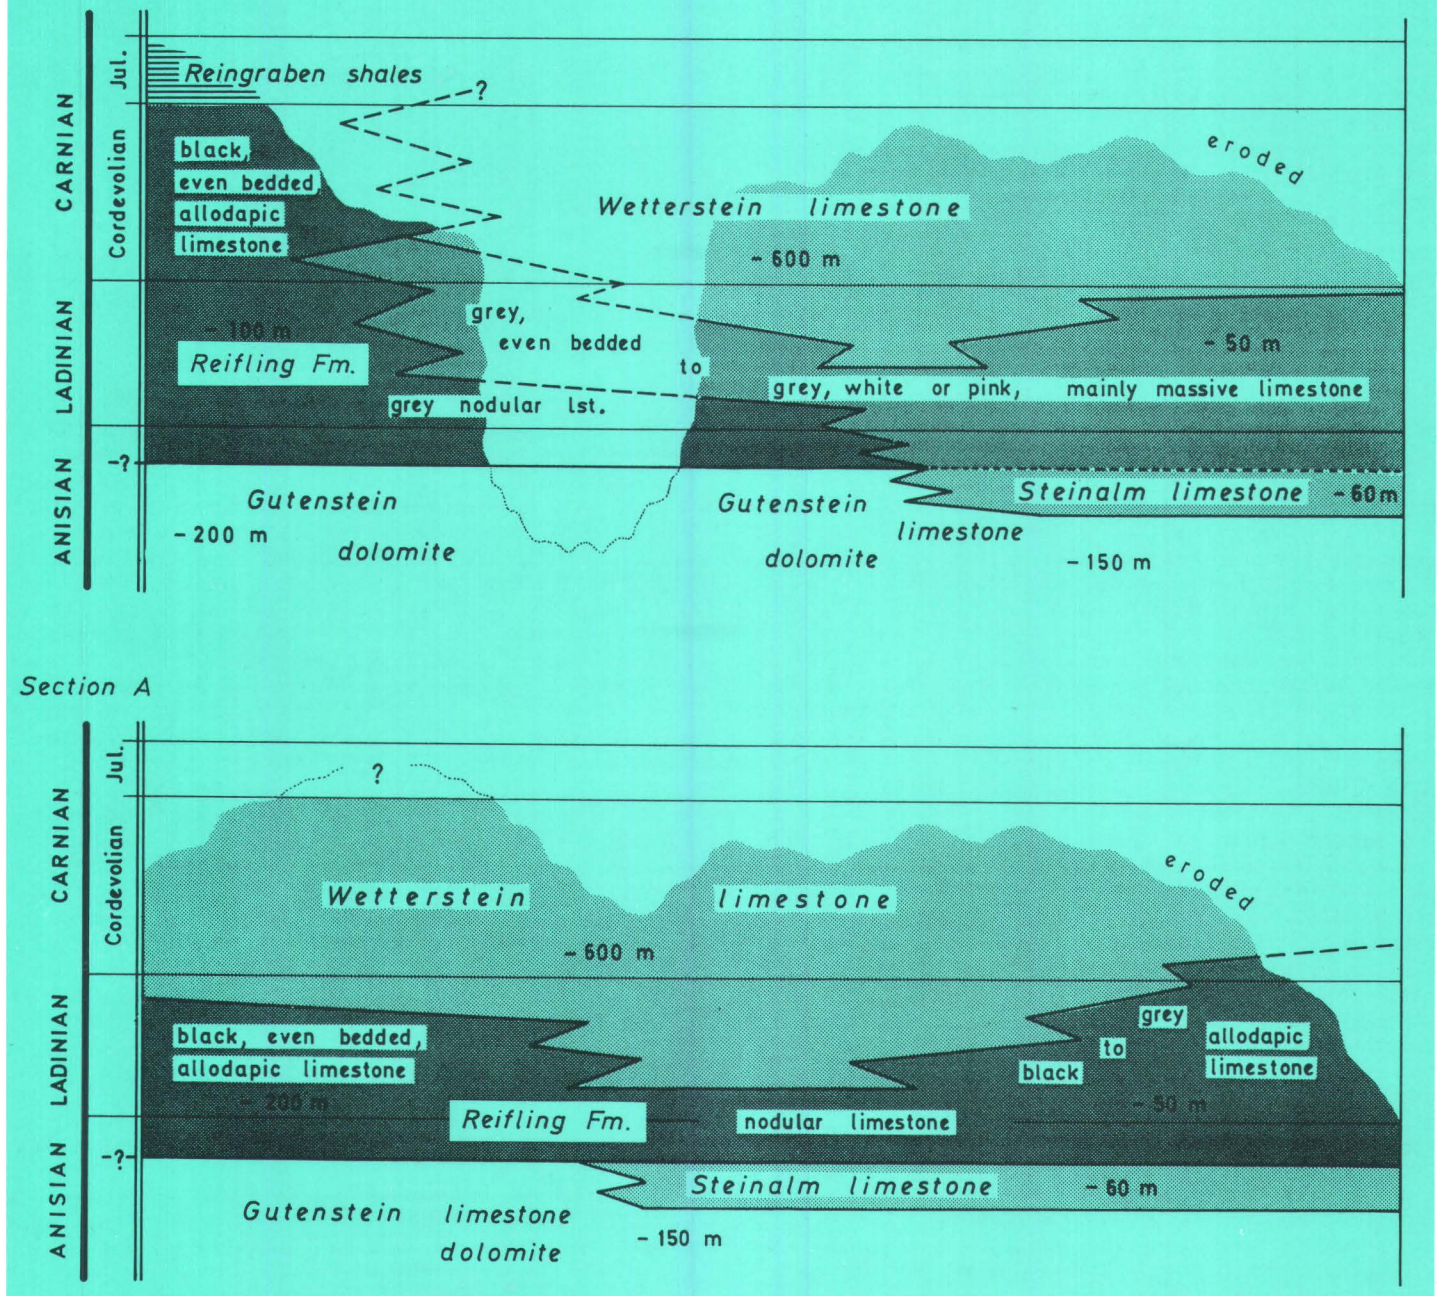 CARNIAN
LADINIAN
ANISIAN
Jul.
Cordevolian
-?-
Reingraben shales
?
black,
even bedded
allodapic
limestone
- 100 m
Reifling Fm.
grey,
even bedded
to
grey nodular lst.
Wetterstein limestone
- 600 m
eroded
- 50 m
grey, white or pink, mainly massive limestone
Gutenstein
- 200 m
dolomite
Gutenstein
limestone
dolomite
Steinalm limestone - 60 m
- 150 m
Section A
CARNIAN
LADINIAN
ANISIAN
Jul.
Cordevolian
-?-
?
Wetterstein limestone
- 600 m
eroded
black, even bedded,
allodapic limestone
- 200 m
Reifling Fm.
nodular limestone
grey
to
black
allodapic
limestone
- 50 m
Steinalm limestone - 60 m
Gutenstein limestone
dolomite
- 150 m